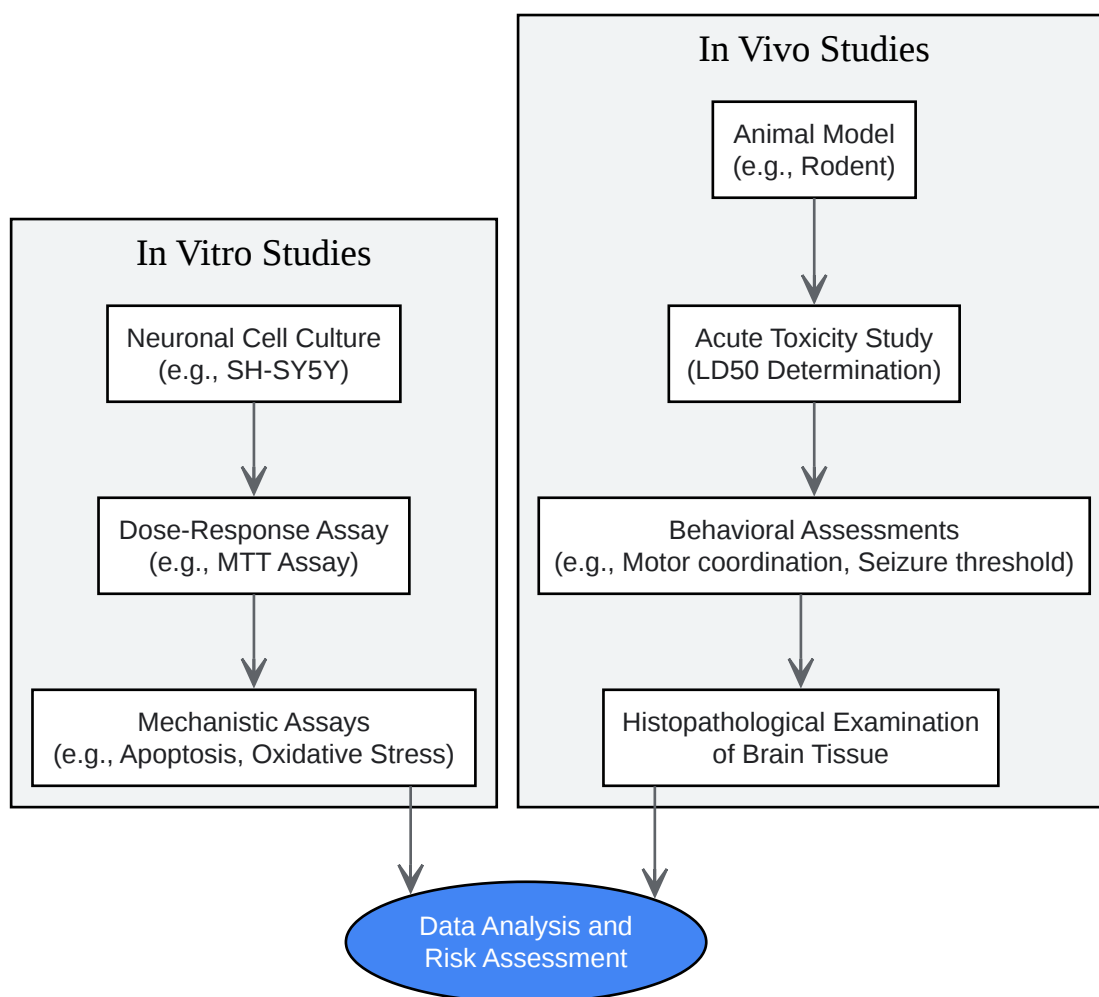 In Vitro Studies
Neuronal Cell Culture
(e.g., SH-SY5Y)
Dose-Response Assay
(e.g., MTT Assay)
Mechanistic Assays
(e.g., Apoptosis, Oxidative Stress)
In Vivo Studies
Animal Model
(e.g., Rodent)
Acute Toxicity Study
(LD50 Determination)
Behavioral Assessments
(e.g., Motor coordination, Seizure threshold)
Histopathological Examination
of Brain Tissue
Data Analysis and
Risk Assessment